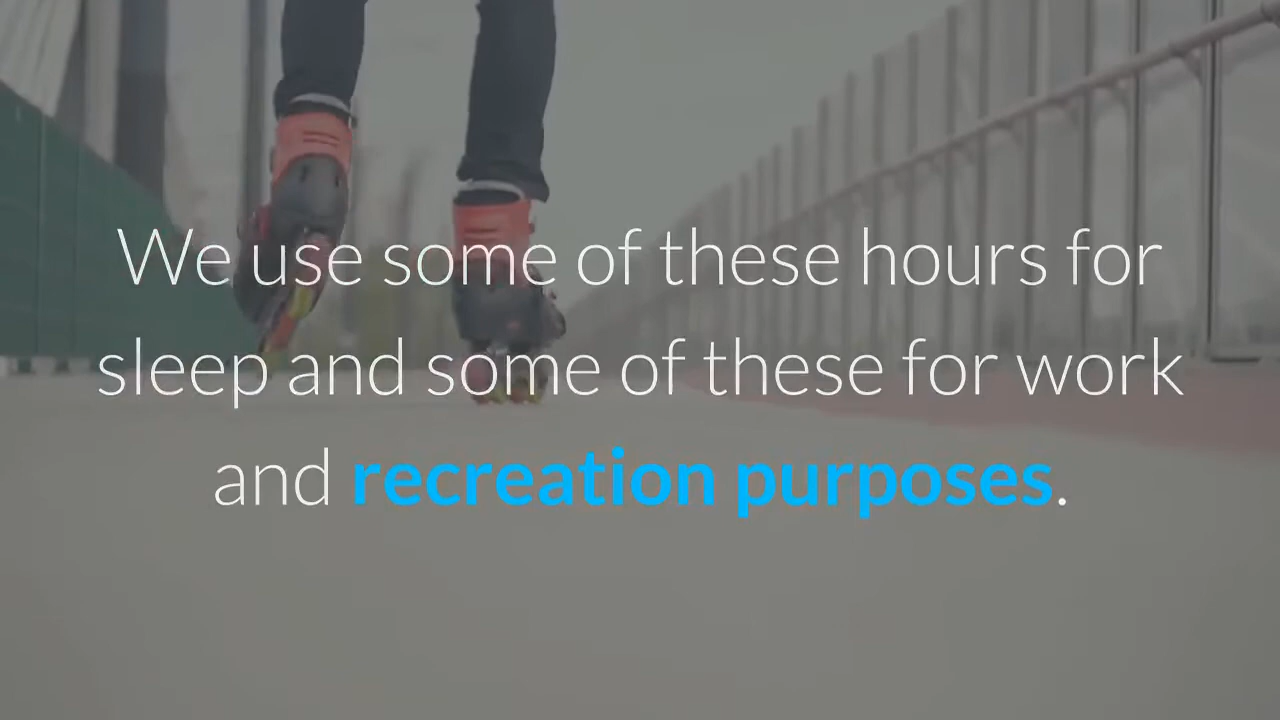 We use some of these hours for
sleep and some of these for work
and recreation purposes.